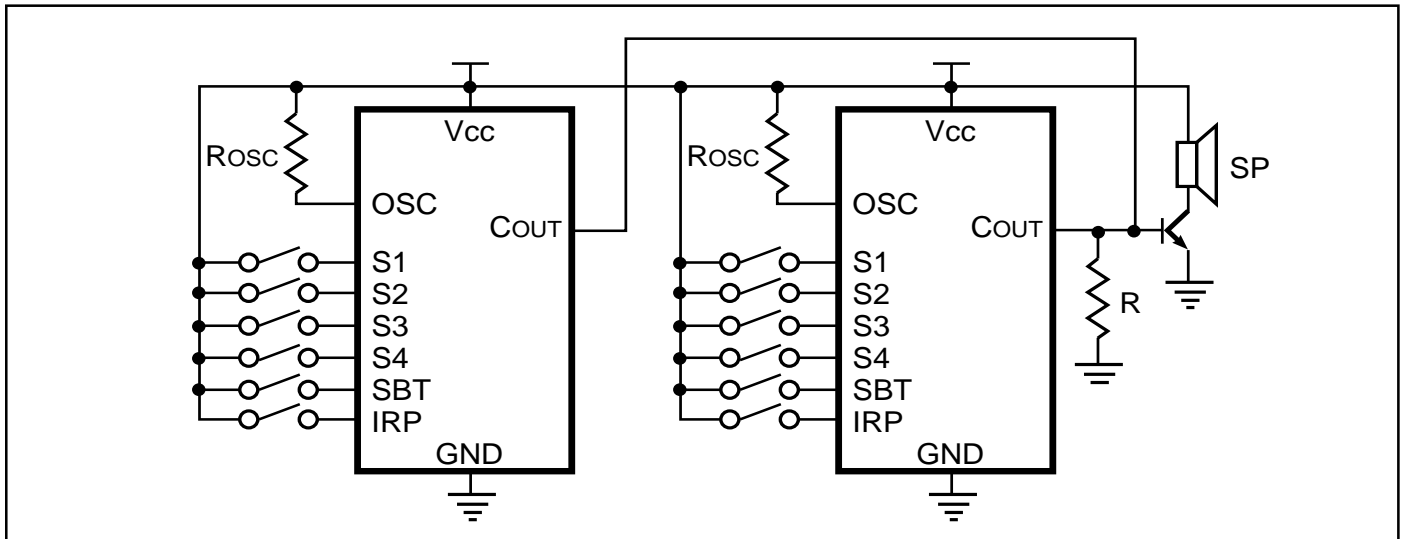 Vcc
ROSC
OSC
COUT
S1
S2
S3
S4
SBT
IRP
GND
Vcc
ROSC
OSC
COUT
S1
S2
S3
S4
SBT
IRP
GND
SP
R